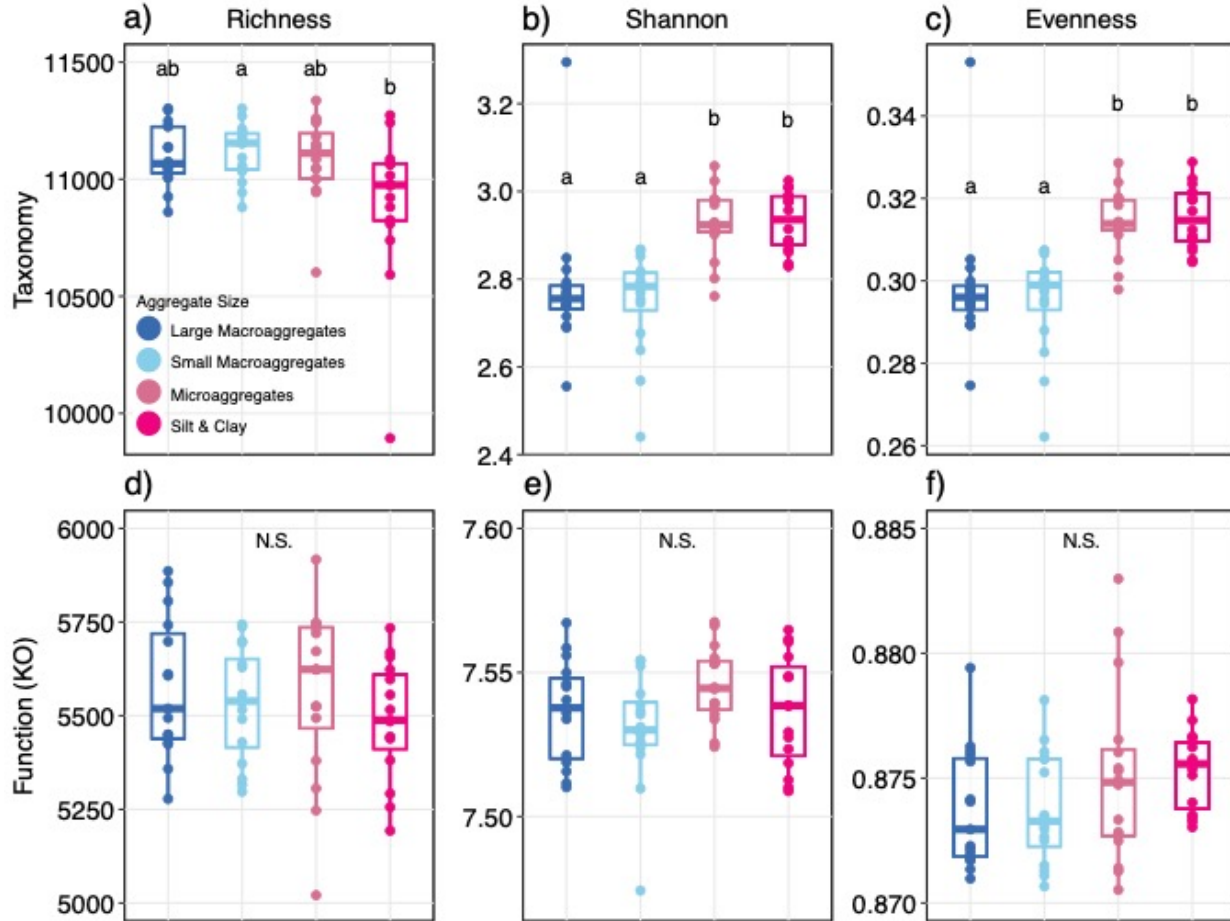 a) Richness
b) Shannon
c) Evenness
Taxonomy
11500
11000
10500
10000
ab
a
ab
b
Aggregate Size
Large Macroaggregates
Small Macroaggregates
Microaggregates
Silt & Clay
3.2
3.0
2.8
2.6
2.4
a
a
b
b
0.34
0.32
0.30
0.28
0.26
a
a
b
b
d)
e)
f)
Function (KO)
6000
5750
5500
5250
5000
N.S.
7.60
7.55
7.50
N.S.
0.885
0.880
0.875
0.870
N.S.